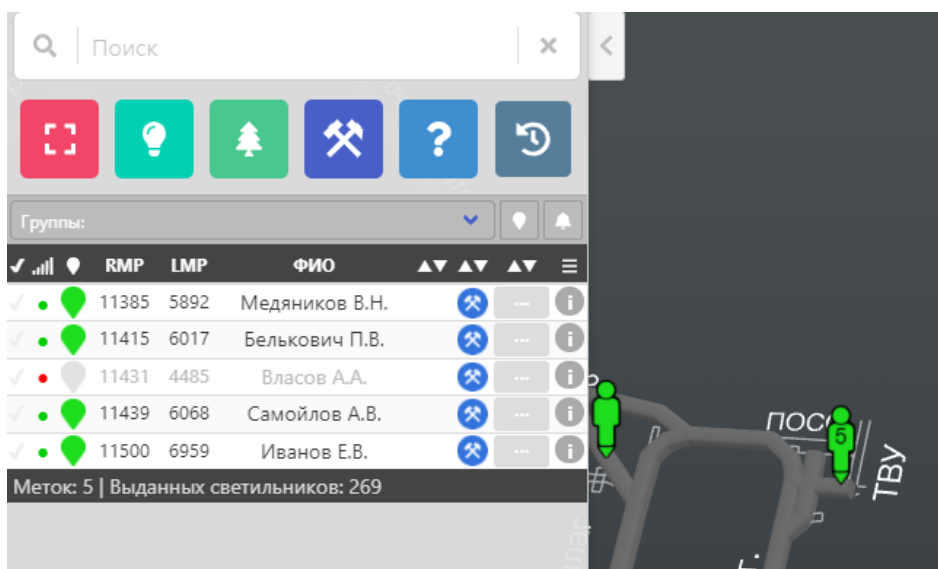 Поиск
Группы:
RMP LMP ФИО
11385 5892 Медяников В.Н.
11415 6017 Белькович П.В.
11431 4485 Власов А.А.
11439 6068 Самойлов А.В.
11500 6959 Иванов Е.В.
Меток: 5 | Выданных светильников: 269
5
ТВУ